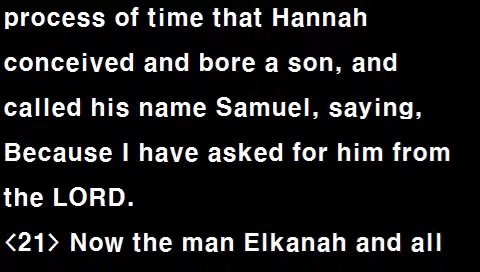 process of time that Hannah
conceived and bore a son, and
called his name Samuel, saying,
Because I have asked for him from
the LORD.
<21> Now the man Elkanah and all